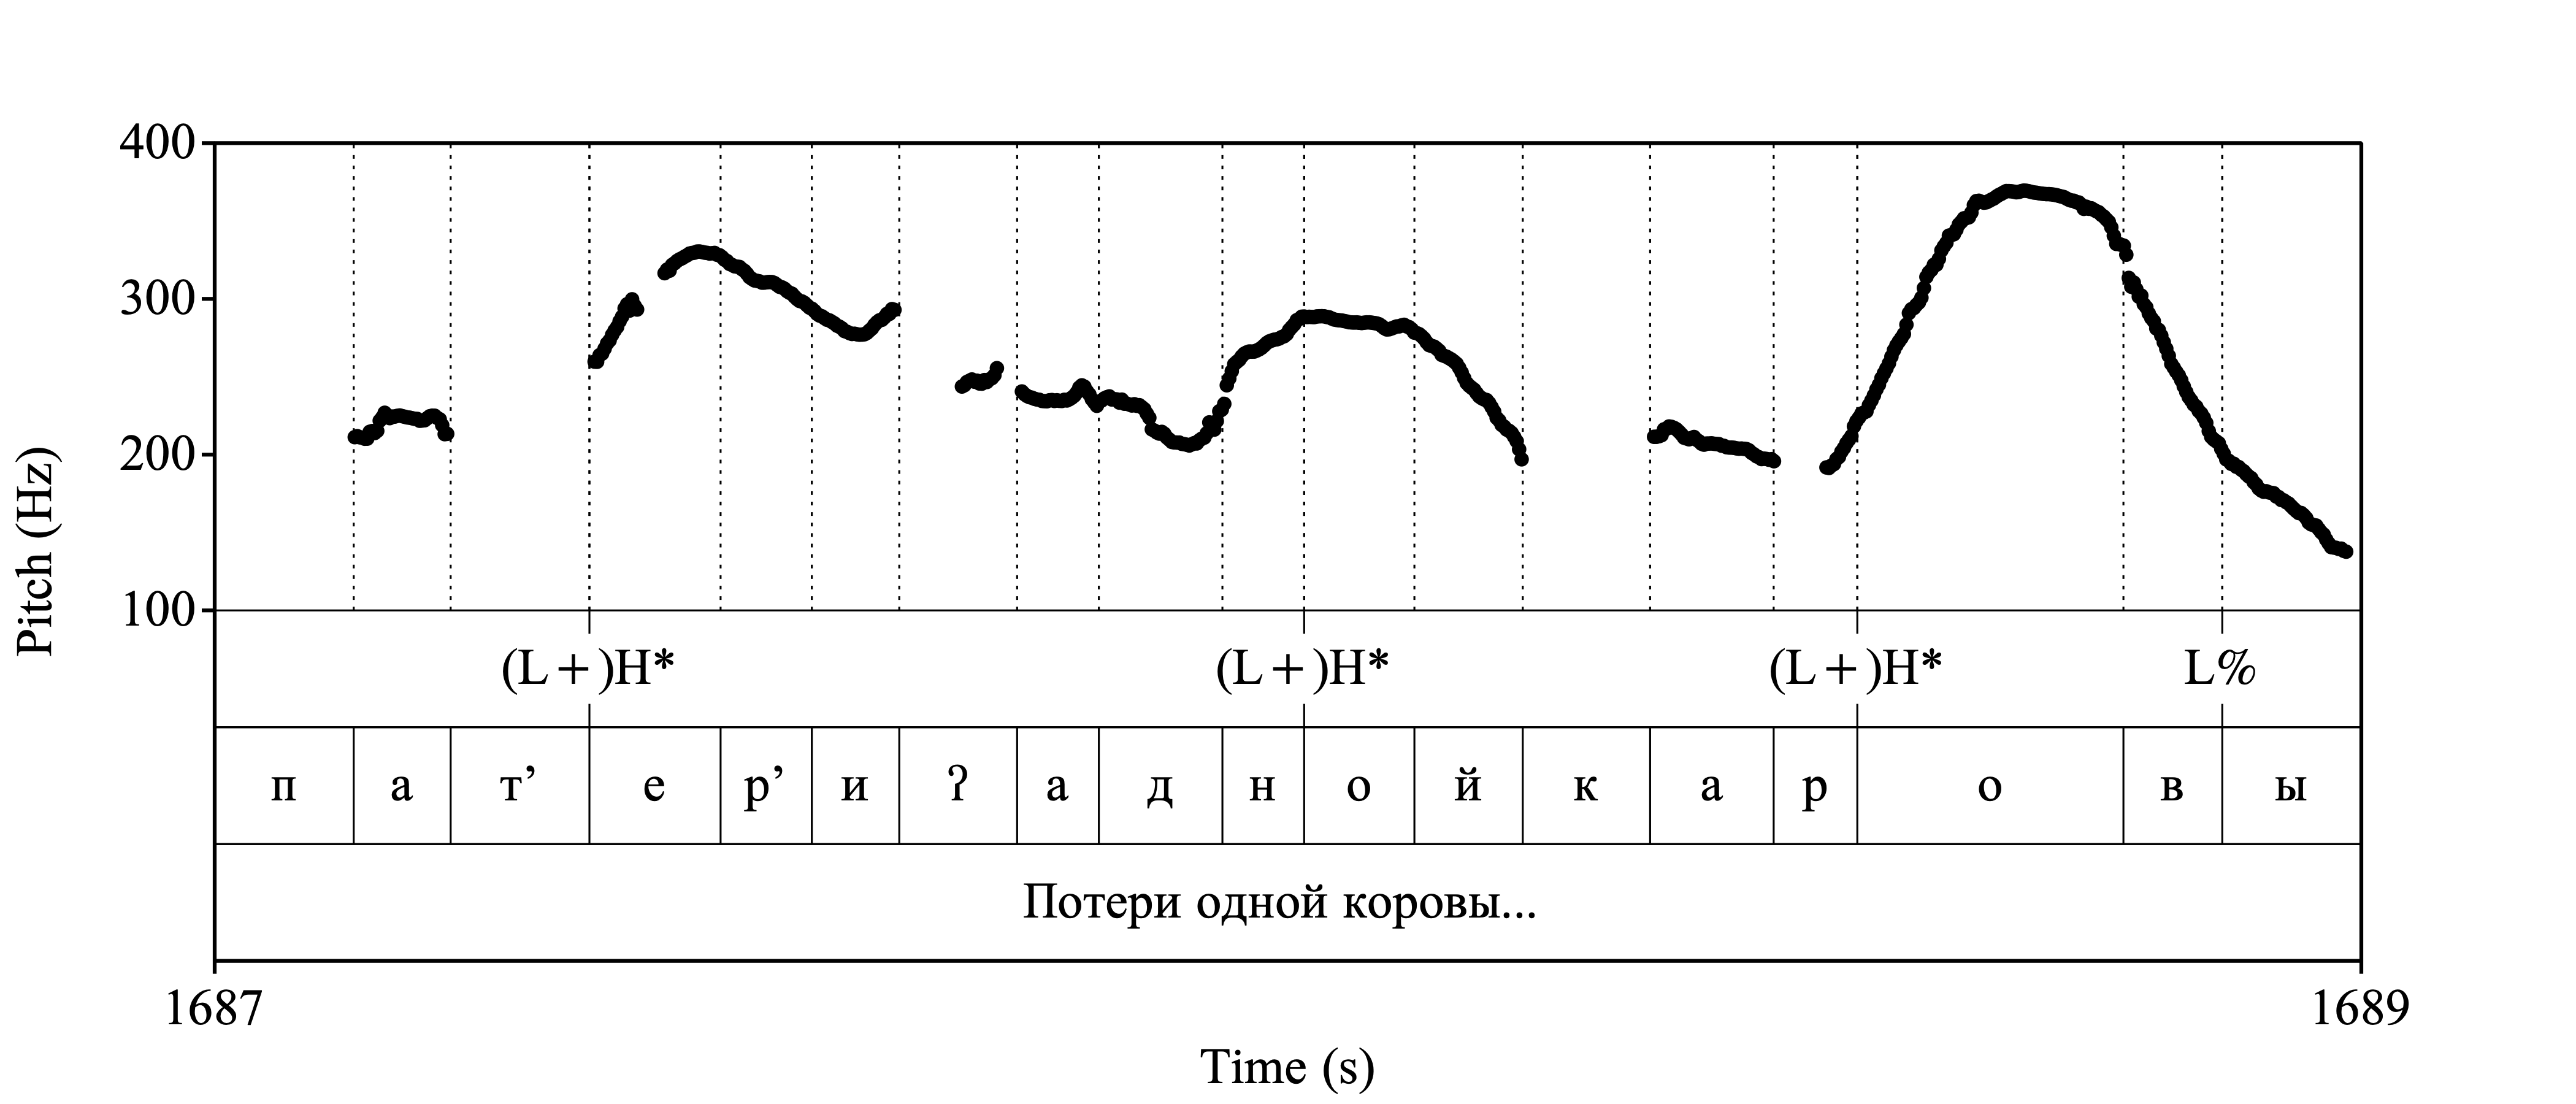 400
300
200
100
Pitch (Hz)
(L+)H* (L+)H* (L+)H* L%
п а т’ е р’ и ʔ а д н о й к а р о в ы
Потери одной коровы...
1687 1689
Time (s)